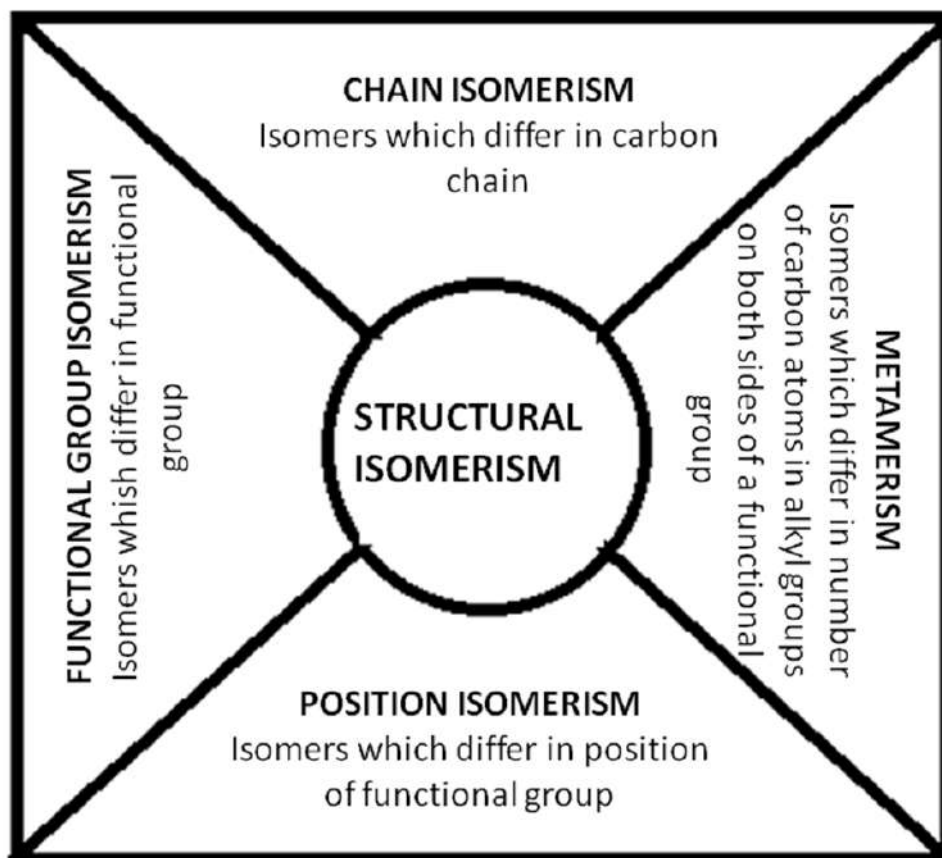 CHAIN ISOMERISM
Isomers which differ in carbon
chain
FUNCTIONAL GROUP ISOMERISM
Isomers whish differ in functional
group
STRUCTURAL
ISOMERISM
METAMERISM
Isomers which differ in number
of carbon atoms in alkyl groups
on both sides of a functional
group
POSITION ISOMERISM
Isomers which differ in position
of functional group